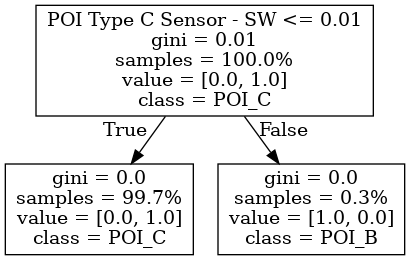 POI Type C Sensor - SW <= 0.01
gini = 0.01
samples = 100.0%
value = [0.0, 1.0]
class = POI_C
True
False
gini = 0.0
samples = 99.7%
value = [0.0, 1.0]
class = POI_C
gini = 0.0
samples = 0.3%
value = [1.0, 0.0]
class = POI_B